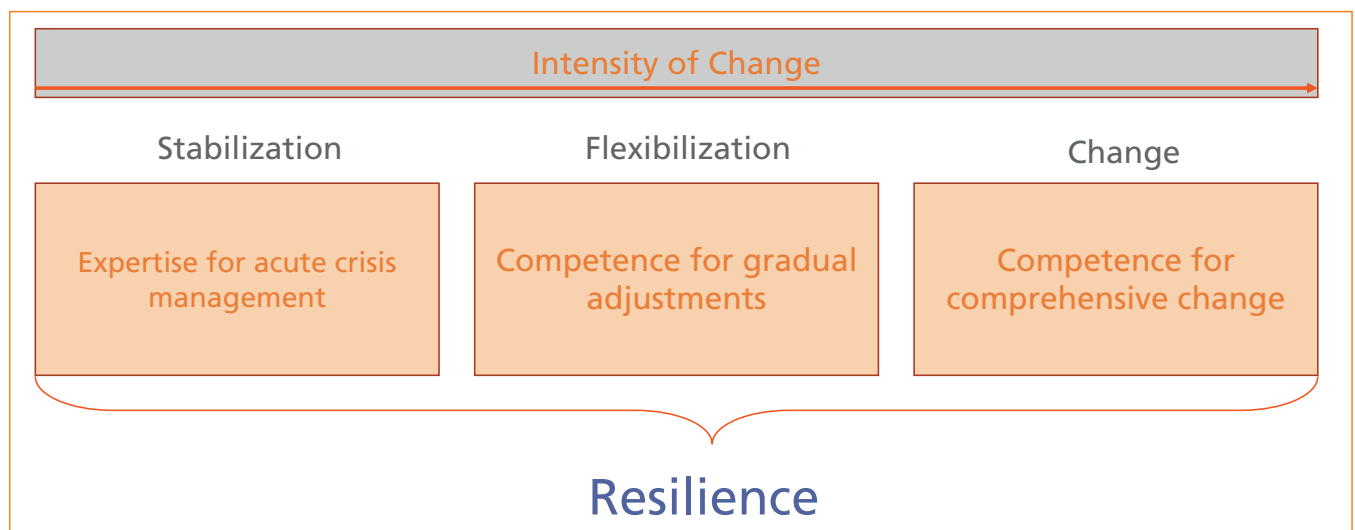 Intensity of Change
Stabilization
Flexibilization
Change
Expertise for acute crisis
management
Competence for gradual
adjustments
Competence for
comprehensive change
Resilience